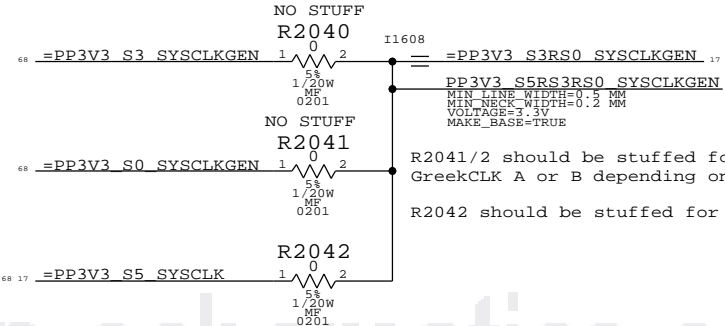 NO STUFF
R2040
0
I1608
68 =PP3V3_S3_SYSCLKGEN 1 2 =PP3V3_S3RS0_SYSCLKGEN 17
5%
1/20W
MF
0201
PP3V3_S5RS3RS0_SYSCLKGEN
MIN_LINE_WIDTH=0.5 MM
MIN_NECK_WIDTH=0.2 MM
VOLTAGE=3.3V
MAKE_BASE=TRUE
NO STUFF
R2041
0
68 =PP3V3_S0_SYSCLKGEN 1 2
5%
1/20W
MF
0201
R2041/2 should be stuffed fo
GreekCLK A or B depending on
R2042 should be stuffed for
R2042
0
68 17 =PP3V3_S5_SYSCLK 1 2
5%
1/20W
MF
0201